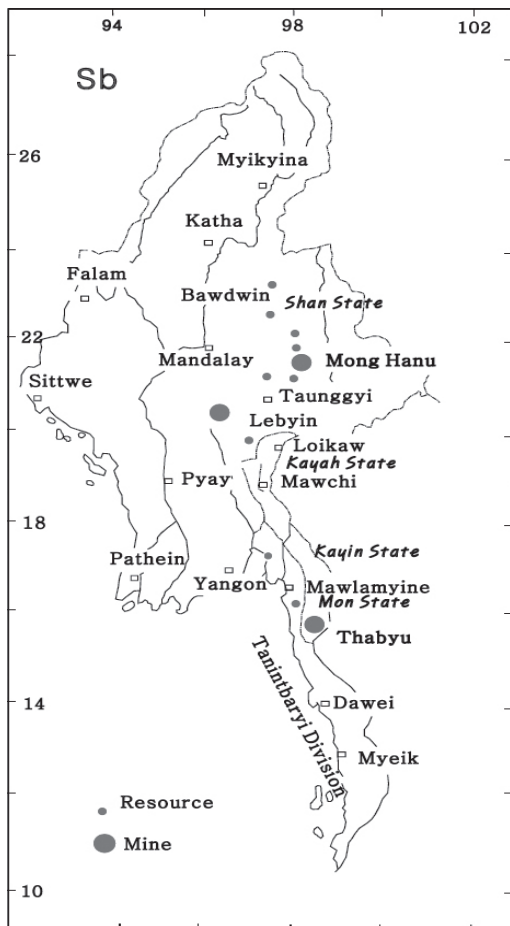 94
98
102
Sb
26
Myikyina
Katha
Falam
Bawdwin
Shan State
22
Mandalay
Mong Hanu
Sittwe
Taunggyi
Lebyin
Loikaw
Kayah State
Pyay
Mawchi
18
Kayin State
Pathein
Yangon
Mawlamyine
Mon State
Thabyu
Tanintbaryi Division
14
Dawei
Myeik
Resource
Mine
10